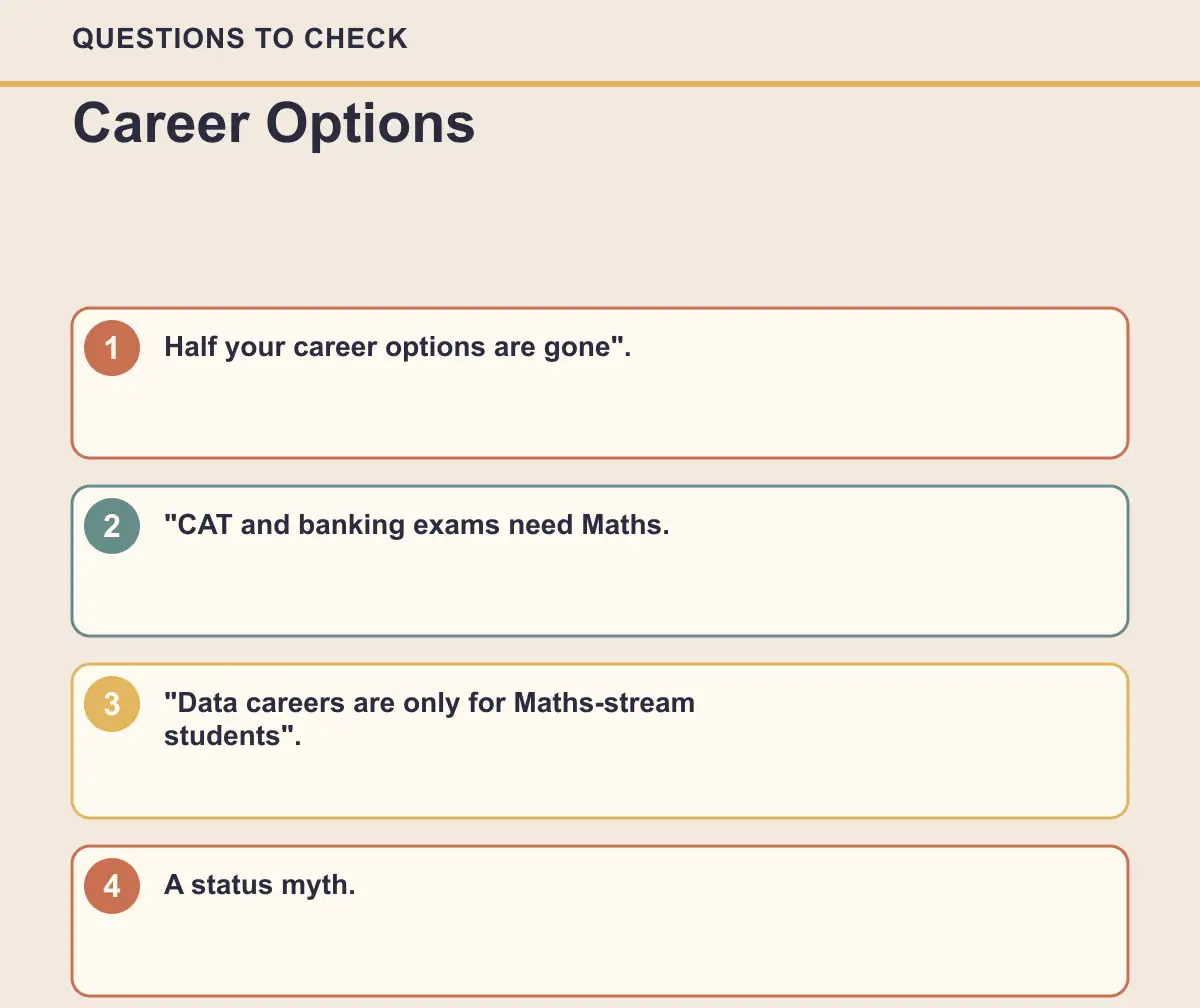 QUESTIONS TO CHECK
Career Options
1
Half your career options are gone".
2
"CAT and banking exams need Maths.
3
"Data careers are only for Maths-stream
students".
4
A status myth.